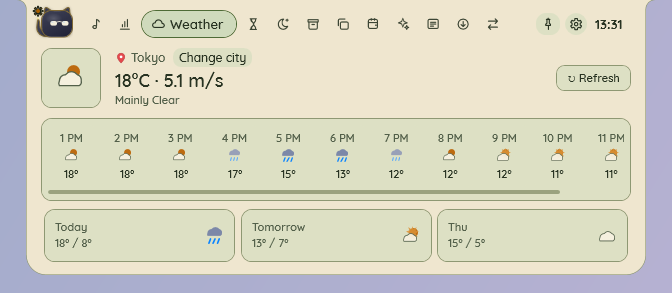 Weather
13:31
Tokyo Change city
18°C · 5.1 m/s
Mainly Clear
↻ Refresh
1 PM 2 PM 3 PM 4 PM 5 PM 6 PM 7 PM 8 PM 9 PM 10 PM 11 PM
18° 18° 18° 17° 15° 13° 12° 12° 12° 11° 11°
Today Tomorrow Thu
18° / 8° 13° / 7° 15° / 5°